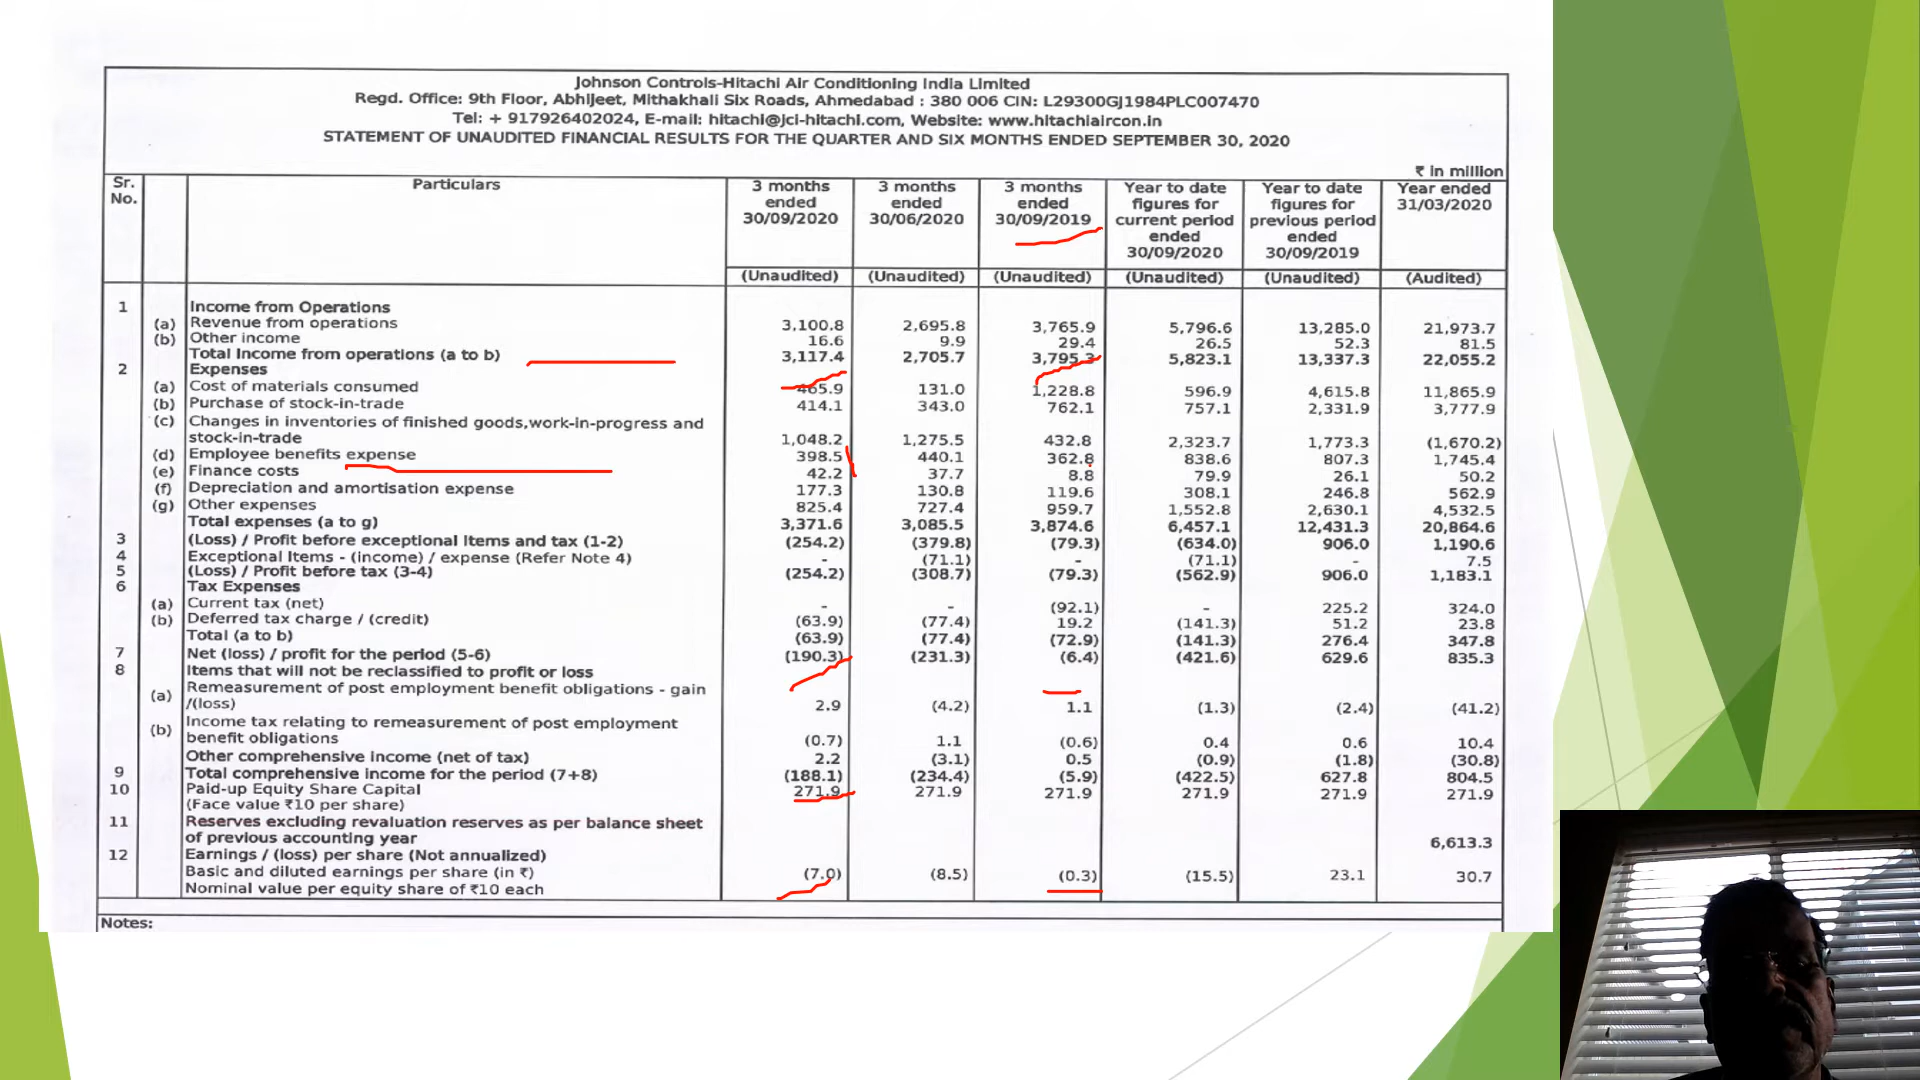 Johnson Controls-Hitachi Air Conditioning India Limited
Regd. Office: 9th Floor, Abhijeet, Mithakhali Six Roads, Ahmedabad : 380 006 CIN: L29300GJ1984PLC007470
Tel: + 917926402024, E-mail: hitachi@jci-hitachi.com, Website: www.hitachiaircon.in
STATEMENT OF UNAUDITED FINANCIAL RESULTS FOR THE QUARTER AND SIX MONTHS ENDED SEPTEMBER 30, 2020
₹ in million
Sr. No. Particulars 3 months ended 30/09/2020 3 months ended 30/06/2020 3 months ended 30/09/2019 Year to date figures for current period ended 30/09/2020 Year to date figures for previous period ended 30/09/2019 Year ended 31/03/2020
(Unaudited) (Unaudited) (Unaudited) (Unaudited) (Unaudited) (Audited)
1 Income from Operations
(a) Revenue from operations 3,100.8 2,695.8 3,765.9 5,796.6 13,285.0 21,973.7
(b) Other income 16.6 9.9 29.4 26.5 52.3 81.5
Total Income from operations (a to b) 3,117.4 2,705.7 3,795.3 5,823.1 13,337.3 22,055.2
2 Expenses
(a) Cost of materials consumed 465.9 131.0 1,228.8 596.9 4,615.8 11,865.9
(b) Purchase of stock-in-trade 414.1 343.0 762.1 757.1 2,331.9 3,777.9
(c) Changes in inventories of finished goods,work-in-progress and
stock-in-trade 1,048.2 1,275.5 432.8 2,323.7 1,773.3 (1,670.2)
(d) Employee benefits expense 398.5 440.1 362.8 838.6 807.3 1,745.4
(e) Finance costs 42.2 37.7 8.8 79.9 26.1 50.2
(f) Depreciation and amortisation expense 177.3 130.8 119.6 308.1 246.8 562.9
(g) Other expenses 825.4 727.4 959.7 1,552.8 2,630.1 4,532.5
Total expenses (a to g) 3,371.6 3,085.5 3,874.6 6,457.1 12,431.3 20,864.6
3 (Loss) / Profit before exceptional Items and tax (1-2) (254.2) (379.8) (79.3) (634.0) 906.0 1,190.6
4 Exceptional Items - (income) / expense (Refer Note 4) - (71.1) - (71.1) - 7.5
5 (Loss) / Profit before tax (3-4) (254.2) (308.7) (79.3) (562.9) 906.0 1,183.1
6 Tax Expenses
(a) Current tax (net) - - (92.1) - 225.2 324.0
(b) Deferred tax charge / (credit) (63.9) (77.4) 19.2 (141.3) 51.2 23.8
Total (a to b) (63.9) (77.4) (72.9) (141.3) 276.4 347.8
7 Net (loss) / profit for the period (5-6) (190.3) (231.3) (6.4) (421.6) 629.6 835.3
8 Items that will not be reclassified to profit or loss
(a) Remeasurement of post employment benefit obligations - gain
/(loss) 2.9 (4.2) 1.1 (1.3) (2.4) (41.2)
(b) Income tax relating to remeasurement of post employment
benefit obligations (0.7) 1.1 (0.6) 0.4 0.6 10.4
Other comprehensive income (net of tax) 2.2 (3.1) 0.5 (0.9) (1.8) (30.8)
9 Total comprehensive income for the period (7+8) (188.1) (234.4) (5.9) (422.5) 627.8 804.5
10 Paid-up Equity Share Capital 271.9 271.9 271.9 271.9 271.9 271.9
(Face value ₹10 per share)
11 Reserves excluding revaluation reserves as per balance sheet
of previous accounting year 6,613.3
12 Earnings / (loss) per share (Not annualized)
Basic and diluted earnings per share (in ₹) (7.0) (8.5) (0.3) (15.5) 23.1 30.7
Nominal value per equity share of ₹10 each
Notes: